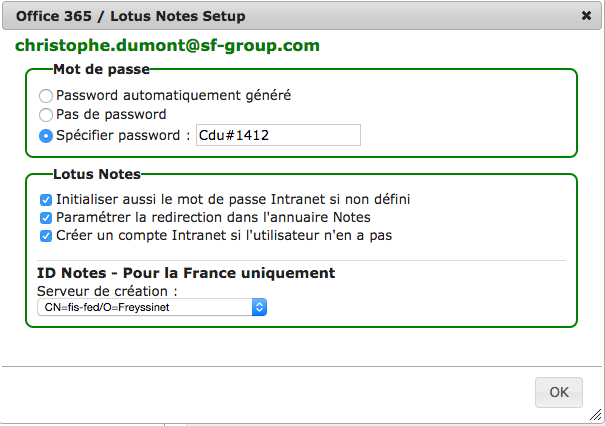 Office 365 / Lotus Notes Setup
christophe.dumont@sf-group.com
Mot de passe
Password automatiquement généré
Pas de password
Spécifier password : Cdu#1412
Lotus Notes
Initialiser aussi le mot de passe Intranet si non défini
Paramétrer la redirection dans l'annuaire Notes
Créer un compte Intranet si l'utilisateur n'en a pas
ID Notes - Pour la France uniquement
Serveur de création :
CN=fis-fed/O=Freyssinet
OK